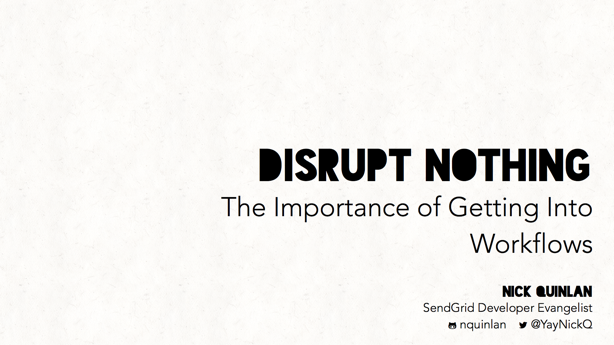 DISRUPT NOTHING
The Importance of Getting Into
Workflows
NICK QUINLAN
SendGrid Developer Evangelist
nquinlan @YayNickQ